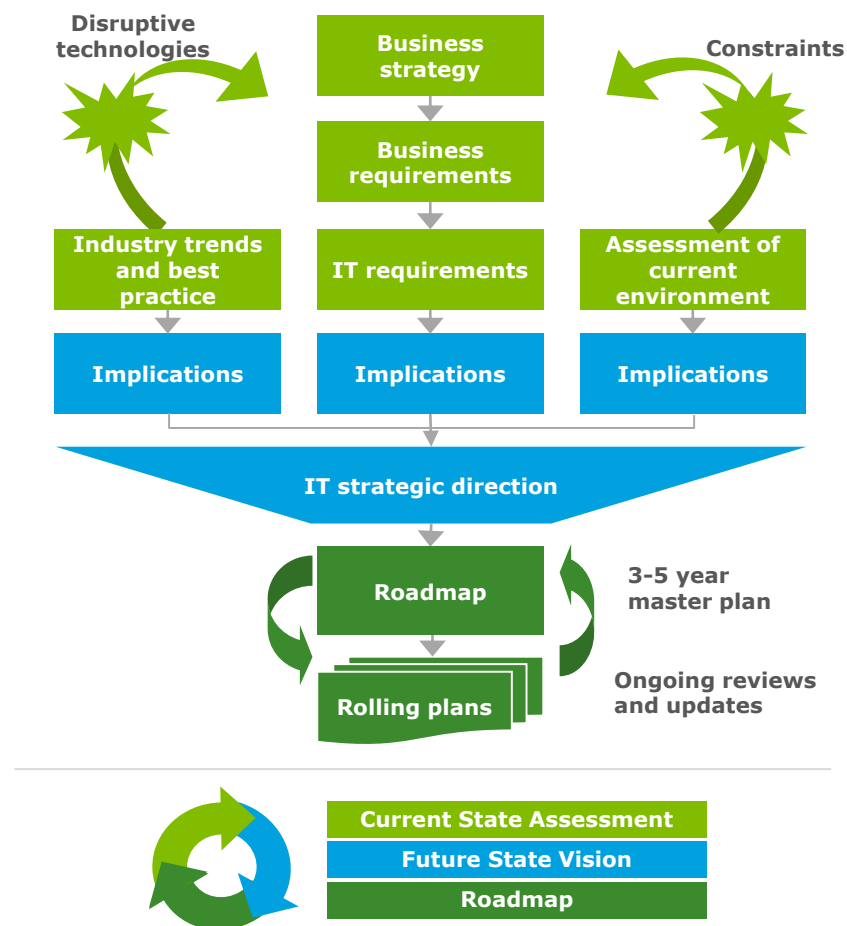 Disruptive
technologies
Business
strategy
Constraints
Business
requirements
Industry trends
and best
practice
IT requirements
Assessment of
current
environment
Implications
Implications
Implications
IT strategic direction
Roadmap
3-5 year
master plan
Rolling plans
Ongoing reviews
and updates
Current State Assessment
Future State Vision
Roadmap